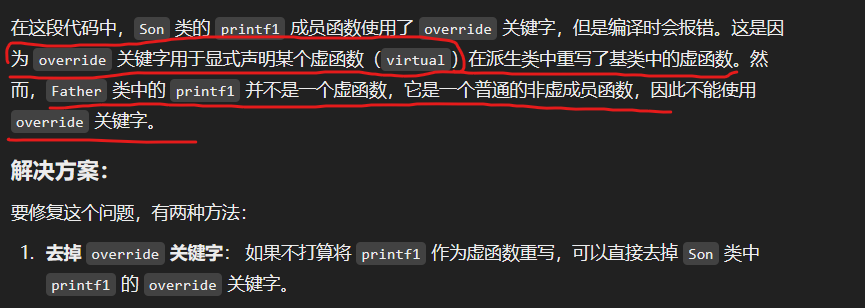 在这段代码中，Son 类的 printf1 成员函数使用了 override 关键字，但是编译时会报错。这是因
为 override 关键字用于显式声明某个虚函数（virtual）在派生类中重写了基类中的虚函数。然
而，Father 类中的 printf1 并不是一个虚函数，它是一个普通的非虚成员函数，因此不能使用
override 关键字。
解决方案：
要修复这个问题，有两种方法：
1. 去掉 override 关键字： 如果不打算将 printf1 作为虚函数重写，可以直接去掉 Son 类中
printf1 的 override 关键字。